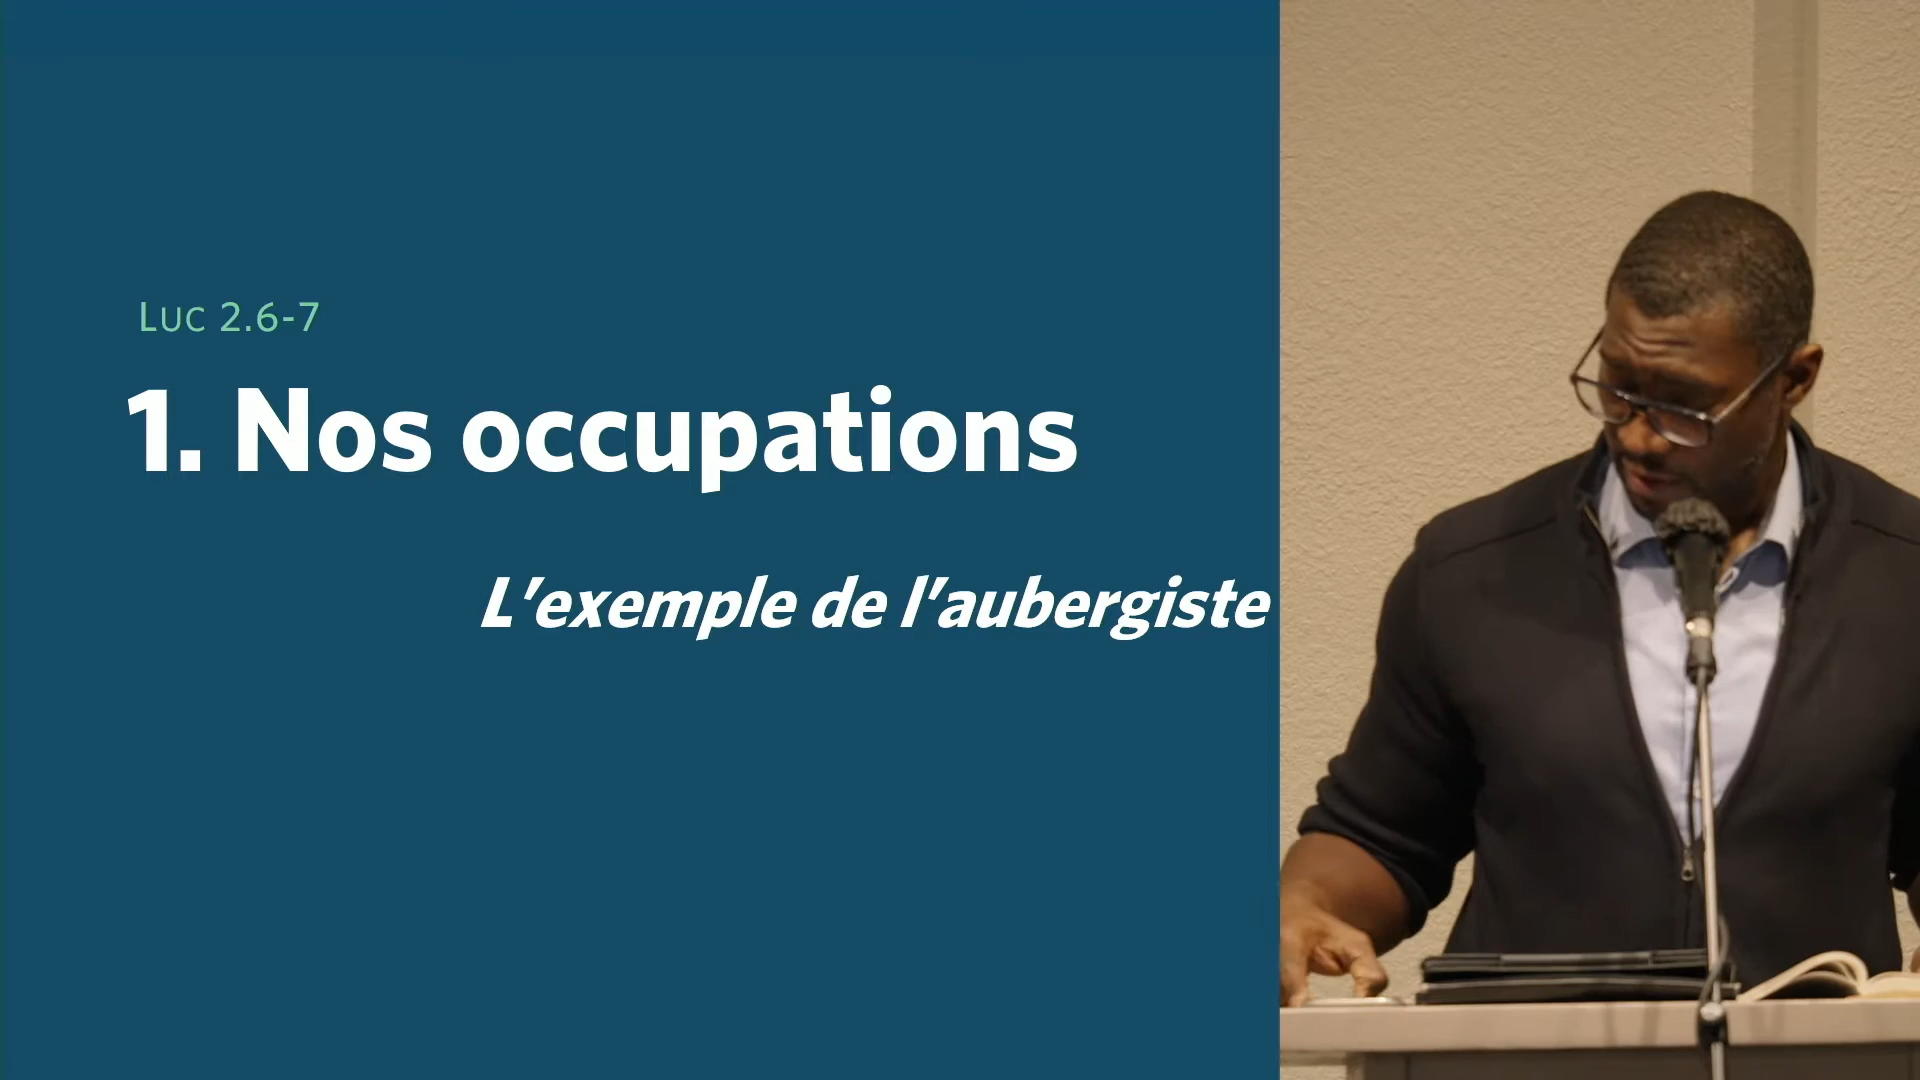 Luc 2.6-7
1. Nos occupations
L’exemple de l’aubergiste